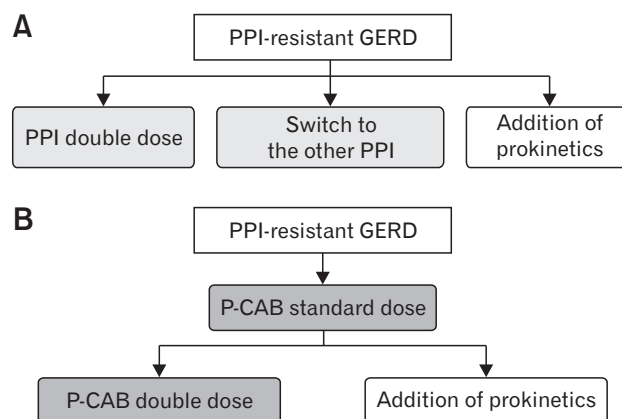 A
PPI-resistant GERD
PPI double dose
Switch to
the other PPI
Addition of
prokinetics
B
PPI-resistant GERD
P-CAB standard dose
P-CAB double dose
Addition of prokinetics